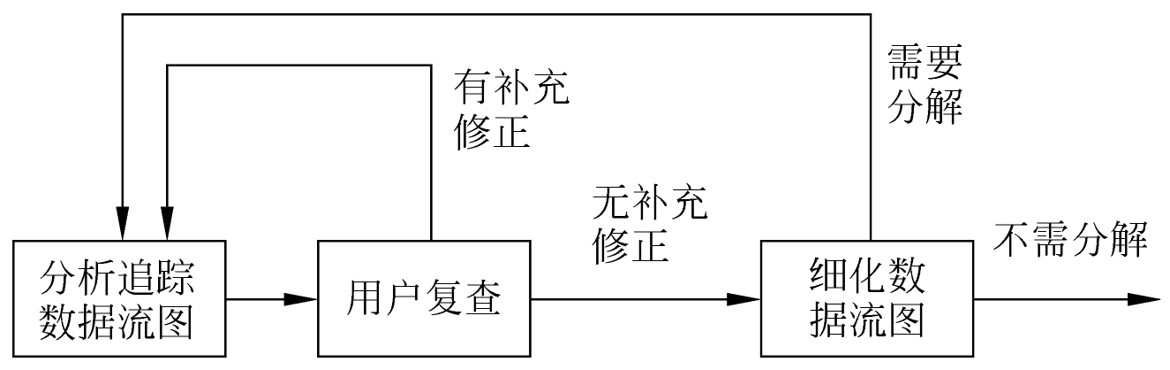 需要
分解
有补充
修正
无补充
修正
不需分解
分析追踪
数据流图
用户复查
细化数
据流图